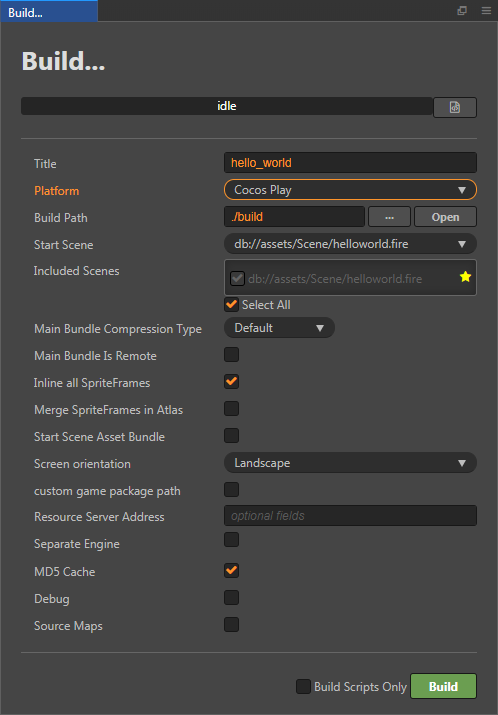 Build...
Build...
idle
Title hello_world
Platform Cocos Play
Build Path ./build ... Open
Start Scene db://assets/Scene/helloworld.fire
Included Scenes db://assets/Scene/helloworld.fire
Select All
Main Bundle Compression Type Default
Main Bundle Is Remote
Inline all SpriteFrames
Merge SpriteFrames in Atlas
Start Scene Asset Bundle
Screen orientation Landscape
custom game package path
Resource Server Address optional fields
Separate Engine
MD5 Cache
Debug
Source Maps
Build Scripts Only Build